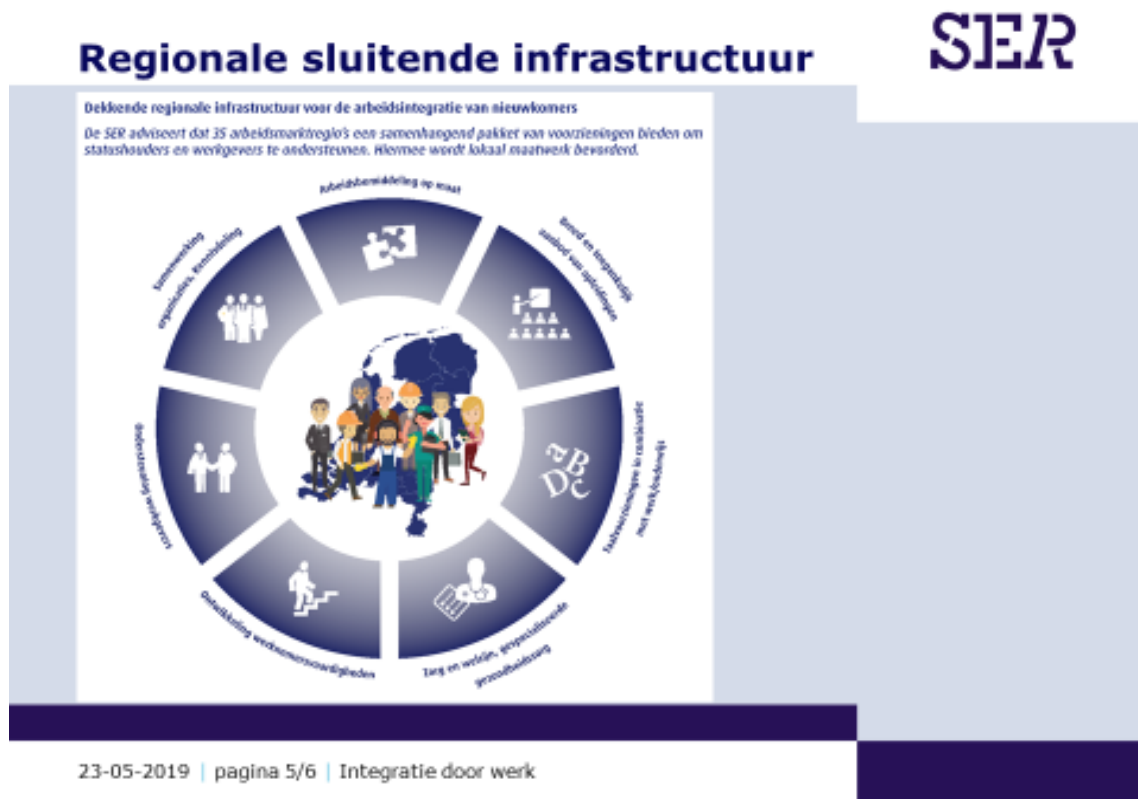 Regionale sluitende infrastructuur
SER
Dekkende regionale infrastructuur voor de arbeidsintegratie van nieuwkomers
De SER adviseert dat 35 arbeidsmarktregio's een samenhangend pakket van voorzieningen bieden om
statushouders en werkgevers te ondersteunen. Hiermee wordt lokaal maatwerk bevorderd.
Arbeidsbemiddeling op maat
Breed en toegankelijk
aanbod van opleidingen
Taalvoorzieningen in combinatie
met werk/onderwijs
Zorg en welzijn, gespecialiseerde
gezondheidszorg
Ontwikkeling werknemersvaardigheden
Ondersteuning werkgevers
Samenwerking
organisaties, kennisdeling
a B
D C
23-05-2019 | pagina 5/6 | Integratie door werk